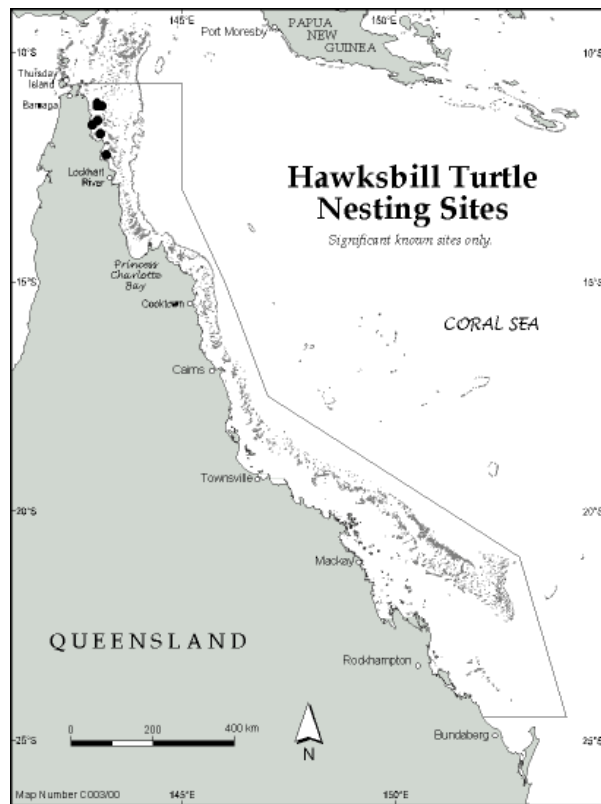 145°E
150°E
PAPUA
NEW
GUINEA
Port Moresby
10°S
10°S
Thursday
Island
Bamaga
Lockhart
River
Hawksbill Turtle
Nesting Sites
Significant known sites only.
Princess
Charlotte
Bay
15°S
15°S
Cooktown
CORAL SEA
Cairns
Townsville
20°S
20°S
Mackay
QUEENSLAND
Rockhampton
0 200 400 km
N
Bundaberg
25°S
25°S
Map Number C003/00
145°E
150°E